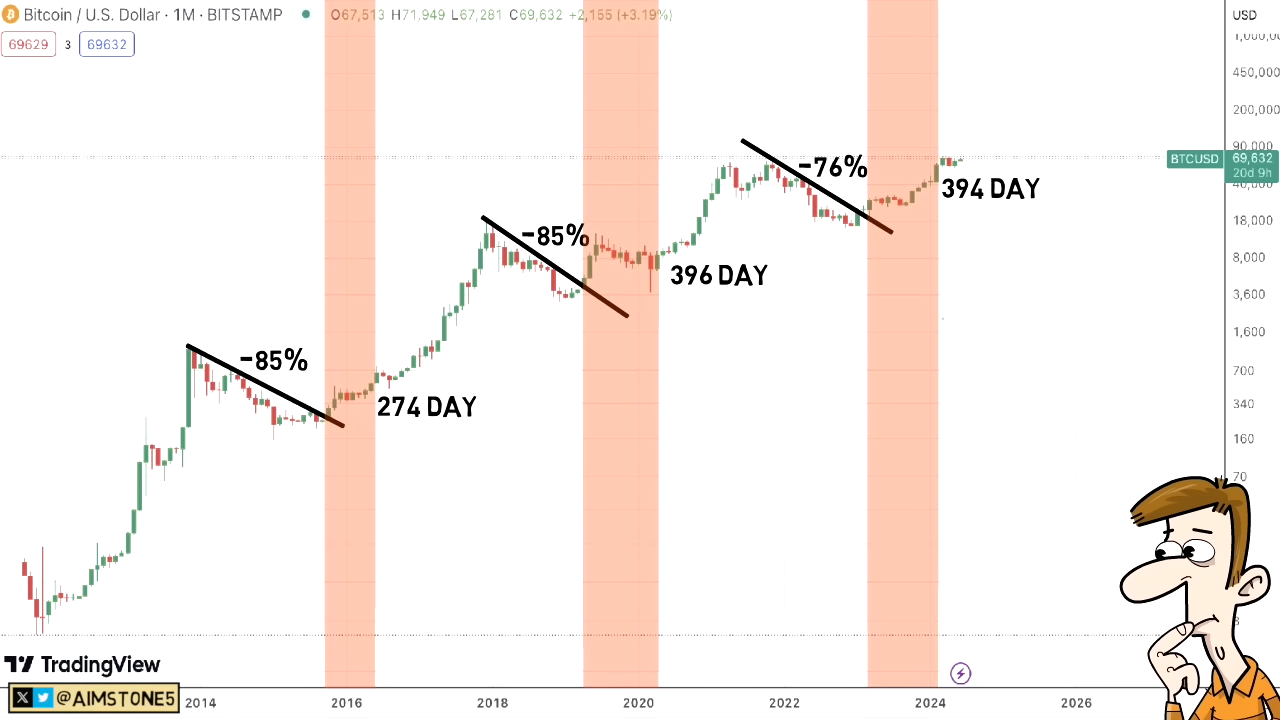 Bitcoin / U.S. Dollar · 1M · BITSTAMP
O67,513 H71,949 L67,281 C69,632 +2,155 (+3.19%)
USD
69629 3 69632
450,000
200,000
90,000
BTCUSD 69,632
20d 9h
40,000
18,000
8,000
3,600
1,600
700
340
160
70
-76%
394 DAY
-85%
396 DAY
-85%
274 DAY
TradingView
@AIMSTONE5
2014 2016 2018 2020 2022 2024 2026